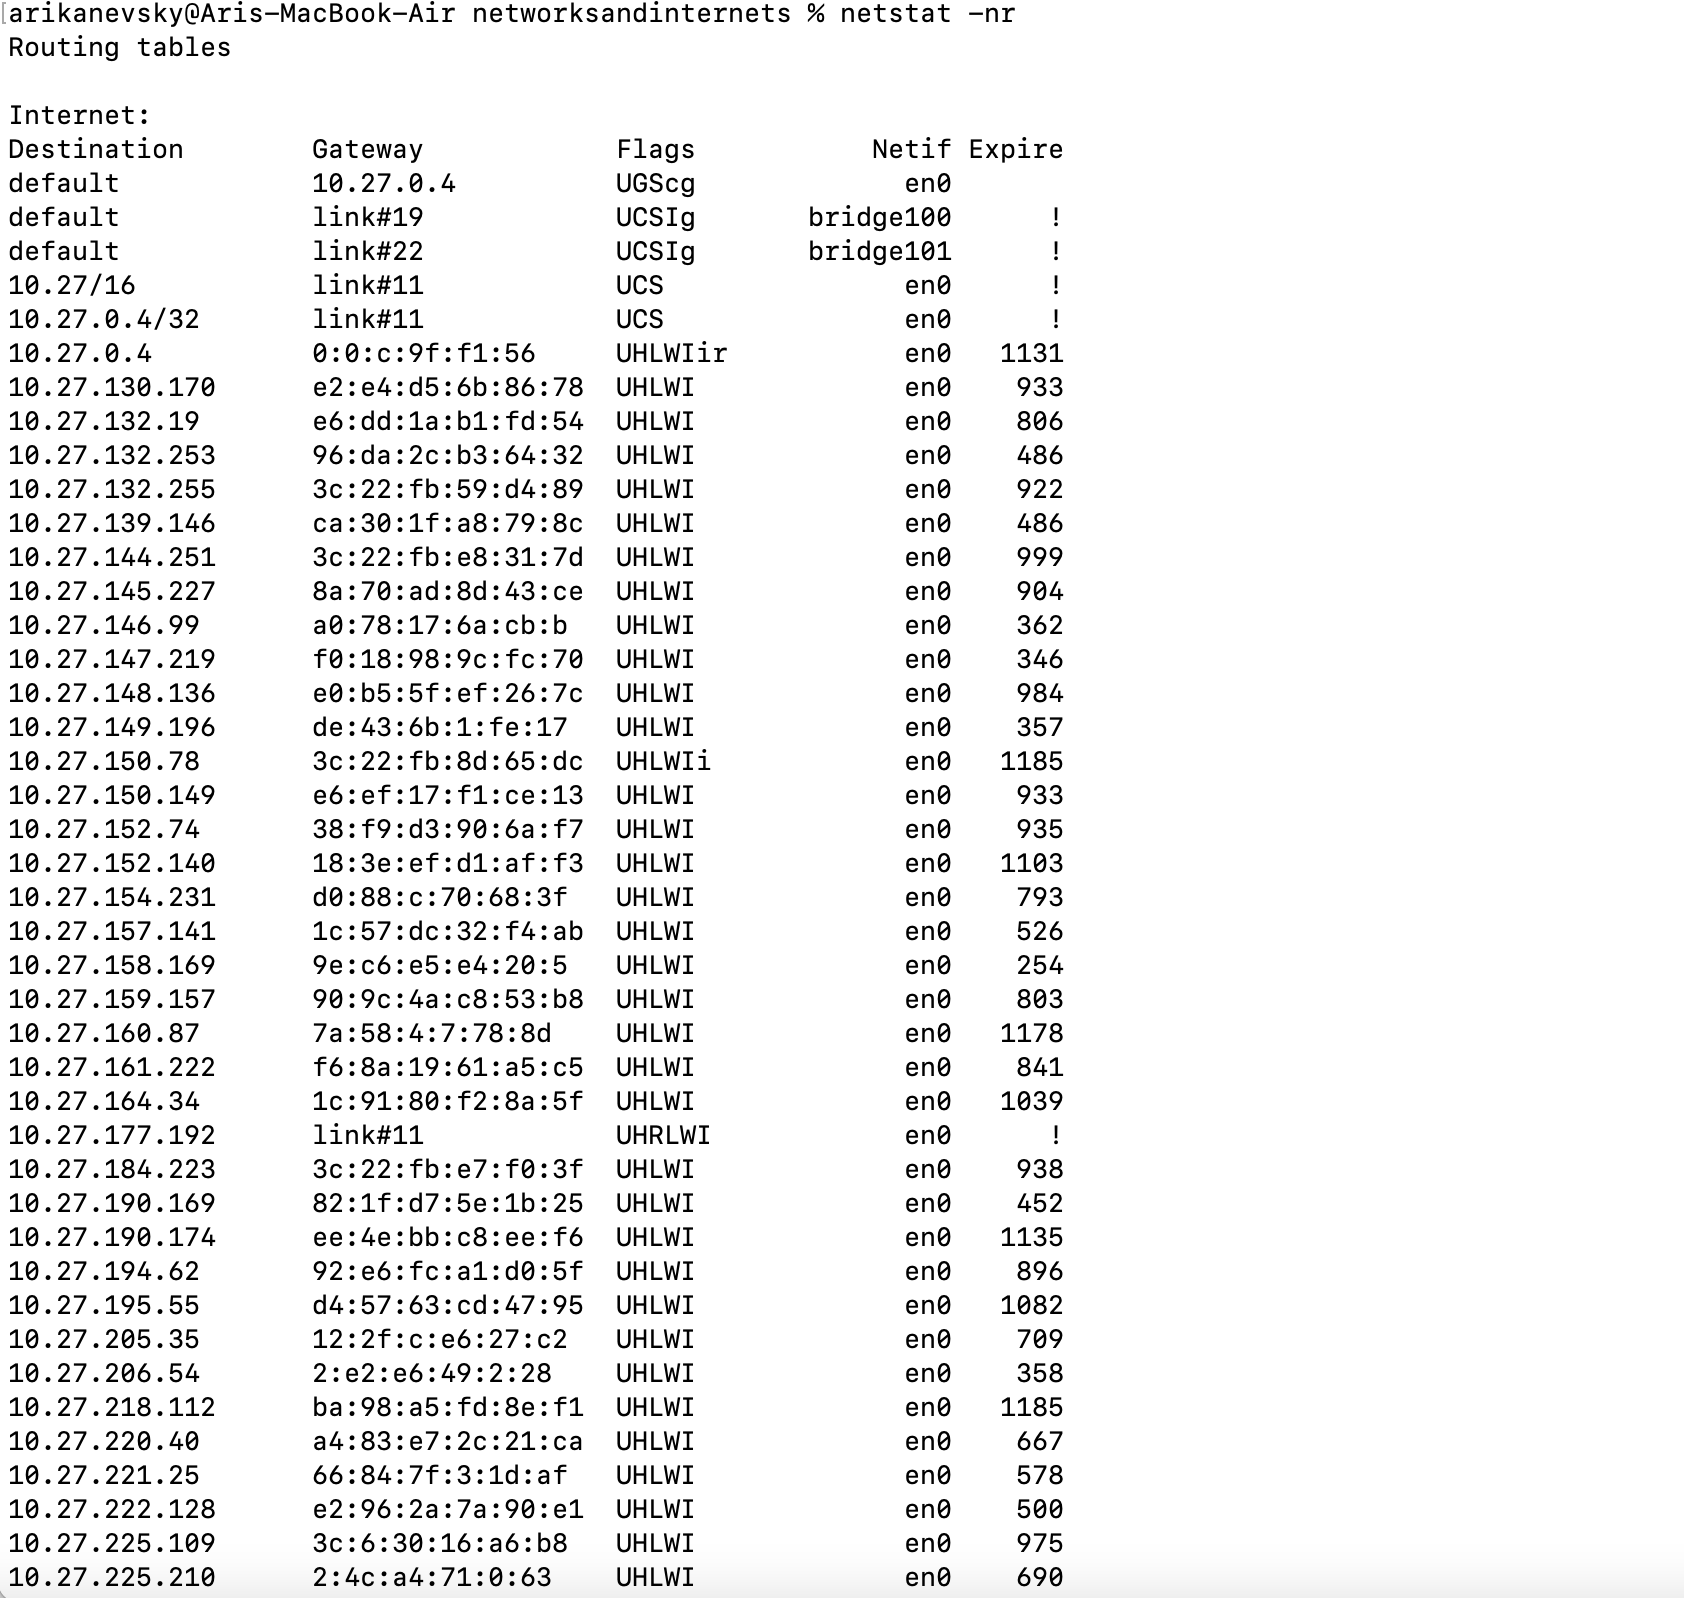 [arikanevsky@Aris-MacBook-Air networksandinternets % netstat -nr
Routing tables

Internet:
Destination        Gateway            Flags           Netif Expire
default            10.27.0.4          UGScg             en0
default            link#19            UCSIg       bridge100      !
default            link#22            UCSIg       bridge101      !
10.27/16           link#11            UCS               en0      !
10.27.0.4/32       link#11            UCS               en0      !
10.27.0.4          0:0:c:9f:f1:56     UHLWIir           en0   1131
10.27.130.170      e2:e4:d5:6b:86:78  UHLWI             en0    933
10.27.132.19       e6:dd:1a:b1:fd:54  UHLWI             en0    806
10.27.132.253      96:da:2c:b3:64:32  UHLWI             en0    486
10.27.132.255      3c:22:fb:59:d4:89  UHLWI             en0    922
10.27.139.146      ca:30:1f:a8:79:8c  UHLWI             en0    486
10.27.144.251      3c:22:fb:e8:31:7d  UHLWI             en0    999
10.27.145.227      8a:70:ad:8d:43:ce  UHLWI             en0    904
10.27.146.99       a0:78:17:6a:cb:b   UHLWI             en0    362
10.27.147.219      f0:18:98:9c:fc:70  UHLWI             en0    346
10.27.148.136      e0:b5:5f:ef:26:7c  UHLWI             en0    984
10.27.149.196      de:43:6b:1:fe:17   UHLWI             en0    357
10.27.150.78       3c:22:fb:8d:65:dc  UHLWIi            en0   1185
10.27.150.149      e6:ef:17:f1:ce:13  UHLWI             en0    933
10.27.152.74       38:f9:d3:90:6a:f7  UHLWI             en0    935
10.27.152.140      18:3e:ef:d1:af:f3  UHLWI             en0   1103
10.27.154.231      d0:88:c:70:68:3f   UHLWI             en0    793
10.27.157.141      1c:57:dc:32:f4:ab  UHLWI             en0    526
10.27.158.169      9e:c6:e5:e4:20:5   UHLWI             en0    254
10.27.159.157      90:9c:4a:c8:53:b8  UHLWI             en0    803
10.27.160.87       7a:58:4:7:78:8d    UHLWI             en0   1178
10.27.161.222      f6:8a:19:61:a5:c5  UHLWI             en0    841
10.27.164.34       1c:91:80:f2:8a:5f  UHLWI             en0   1039
10.27.177.192      link#11            UHRLWI            en0      !
10.27.184.223      3c:22:fb:e7:f0:3f  UHLWI             en0    938
10.27.190.169      82:1f:d7:5e:1b:25  UHLWI             en0    452
10.27.190.174      ee:4e:bb:c8:ee:f6  UHLWI             en0   1135
10.27.194.62       92:e6:fc:a1:d0:5f  UHLWI             en0    896
10.27.195.55       d4:57:63:cd:47:95  UHLWI             en0   1082
10.27.205.35       12:2f:c:e6:27:c2   UHLWI             en0    709
10.27.206.54       2:e2:e6:49:2:28    UHLWI             en0    358
10.27.218.112      ba:98:a5:fd:8e:f1  UHLWI             en0   1185
10.27.220.40       a4:83:e7:2c:21:ca  UHLWI             en0    667
10.27.221.25       66:84:7f:3:1d:af   UHLWI             en0    578
10.27.222.128      e2:96:2a:7a:90:e1  UHLWI             en0    500
10.27.225.109      3c:6:30:16:a6:b8   UHLWI             en0    975
10.27.225.210      2:4c:a4:71:0:63    UHLWI             en0    690